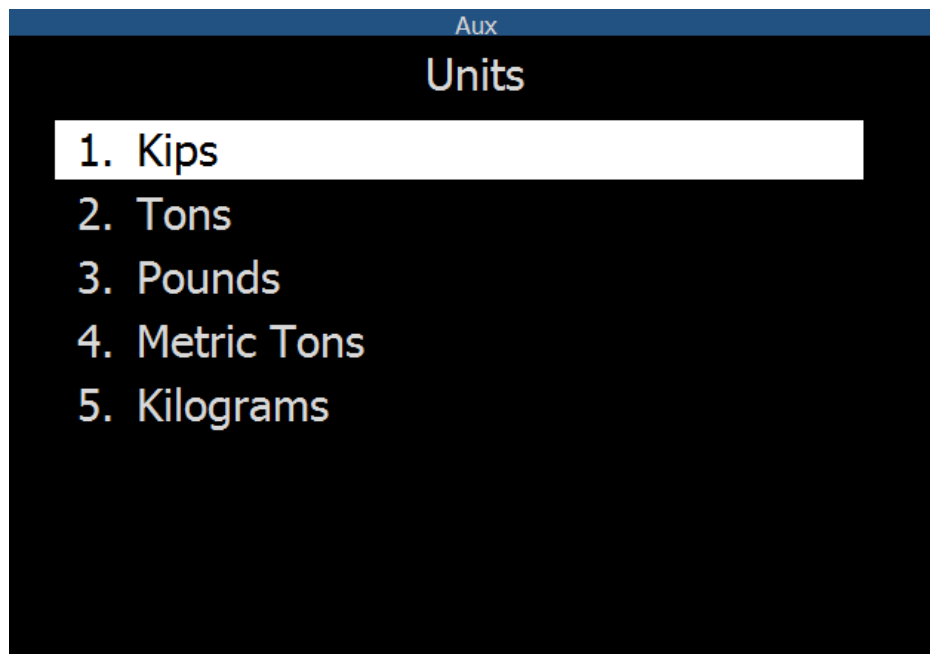 Aux
Units
1. Kips
2. Tons
3. Pounds
4. Metric Tons
5. Kilograms